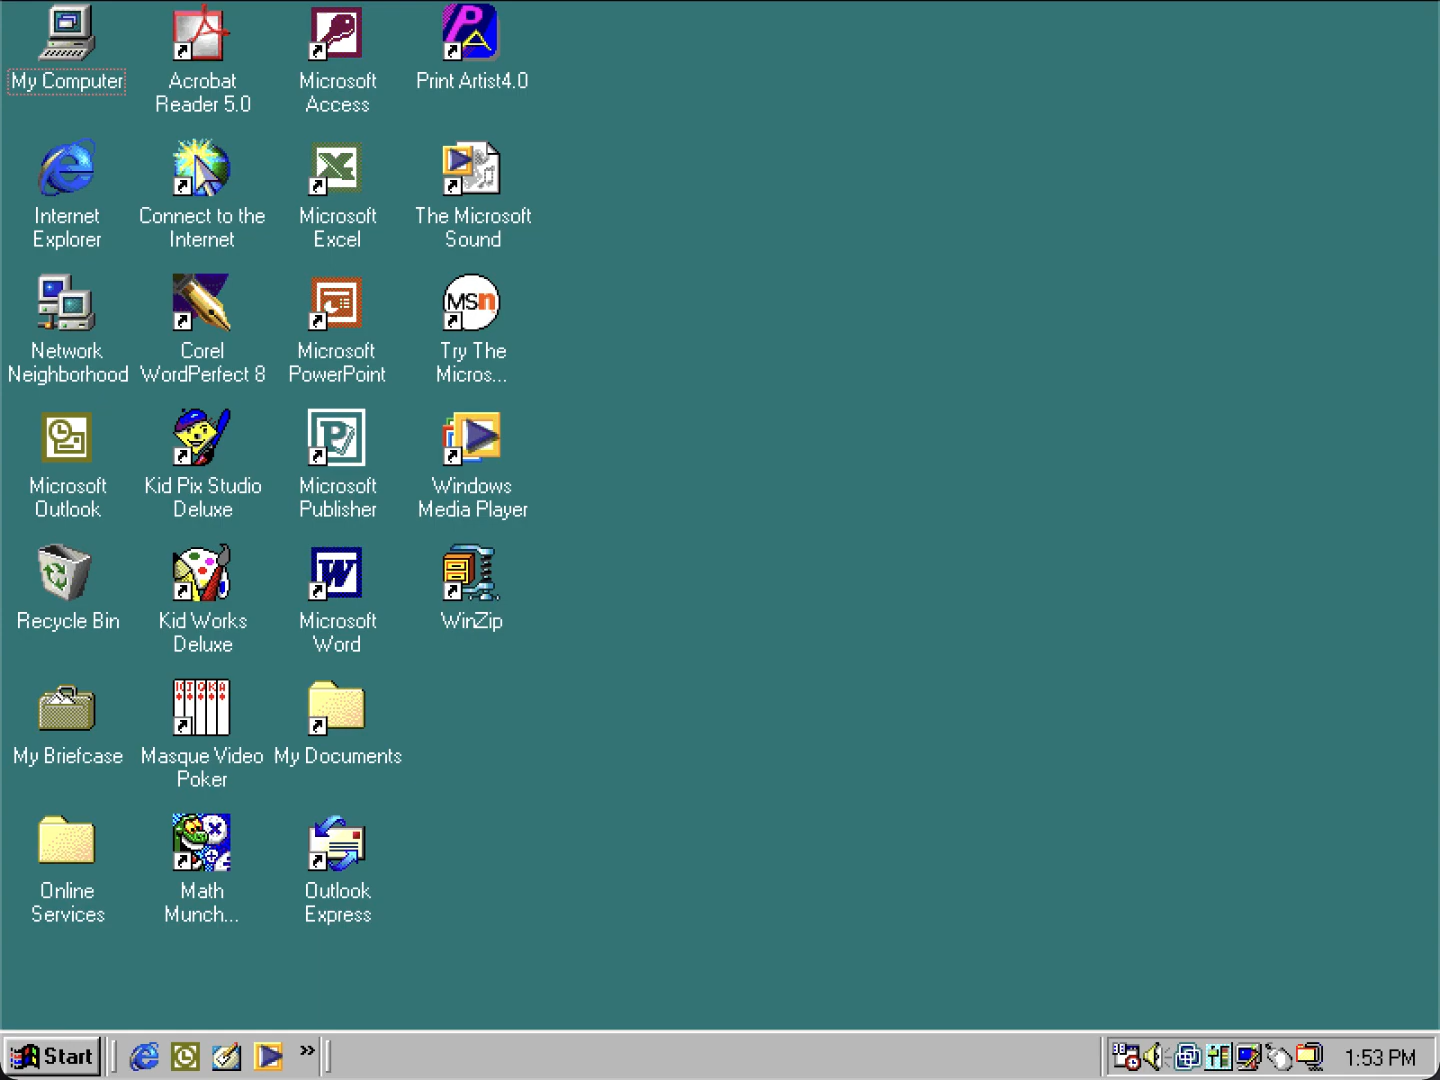 My Computer
Acrobat
Reader 5.0
Microsoft
Access
Print Artist4.0
Internet
Explorer
Connect to the
Internet
Microsoft
Excel
The Microsoft
Sound
Network
Neighborhood
Corel
WordPerfect 8
Microsoft
PowerPoint
MSn
Try The
Micros...
Microsoft
Outlook
Kid Pix Studio
Deluxe
Microsoft
Publisher
Windows
Media Player
Recycle Bin
Kid Works
Deluxe
Microsoft
Word
WinZip
My Briefcase
Masque Video
Poker
My Documents
Online
Services
Math
Munch...
Outlook
Express
Start
»
1:53 PM